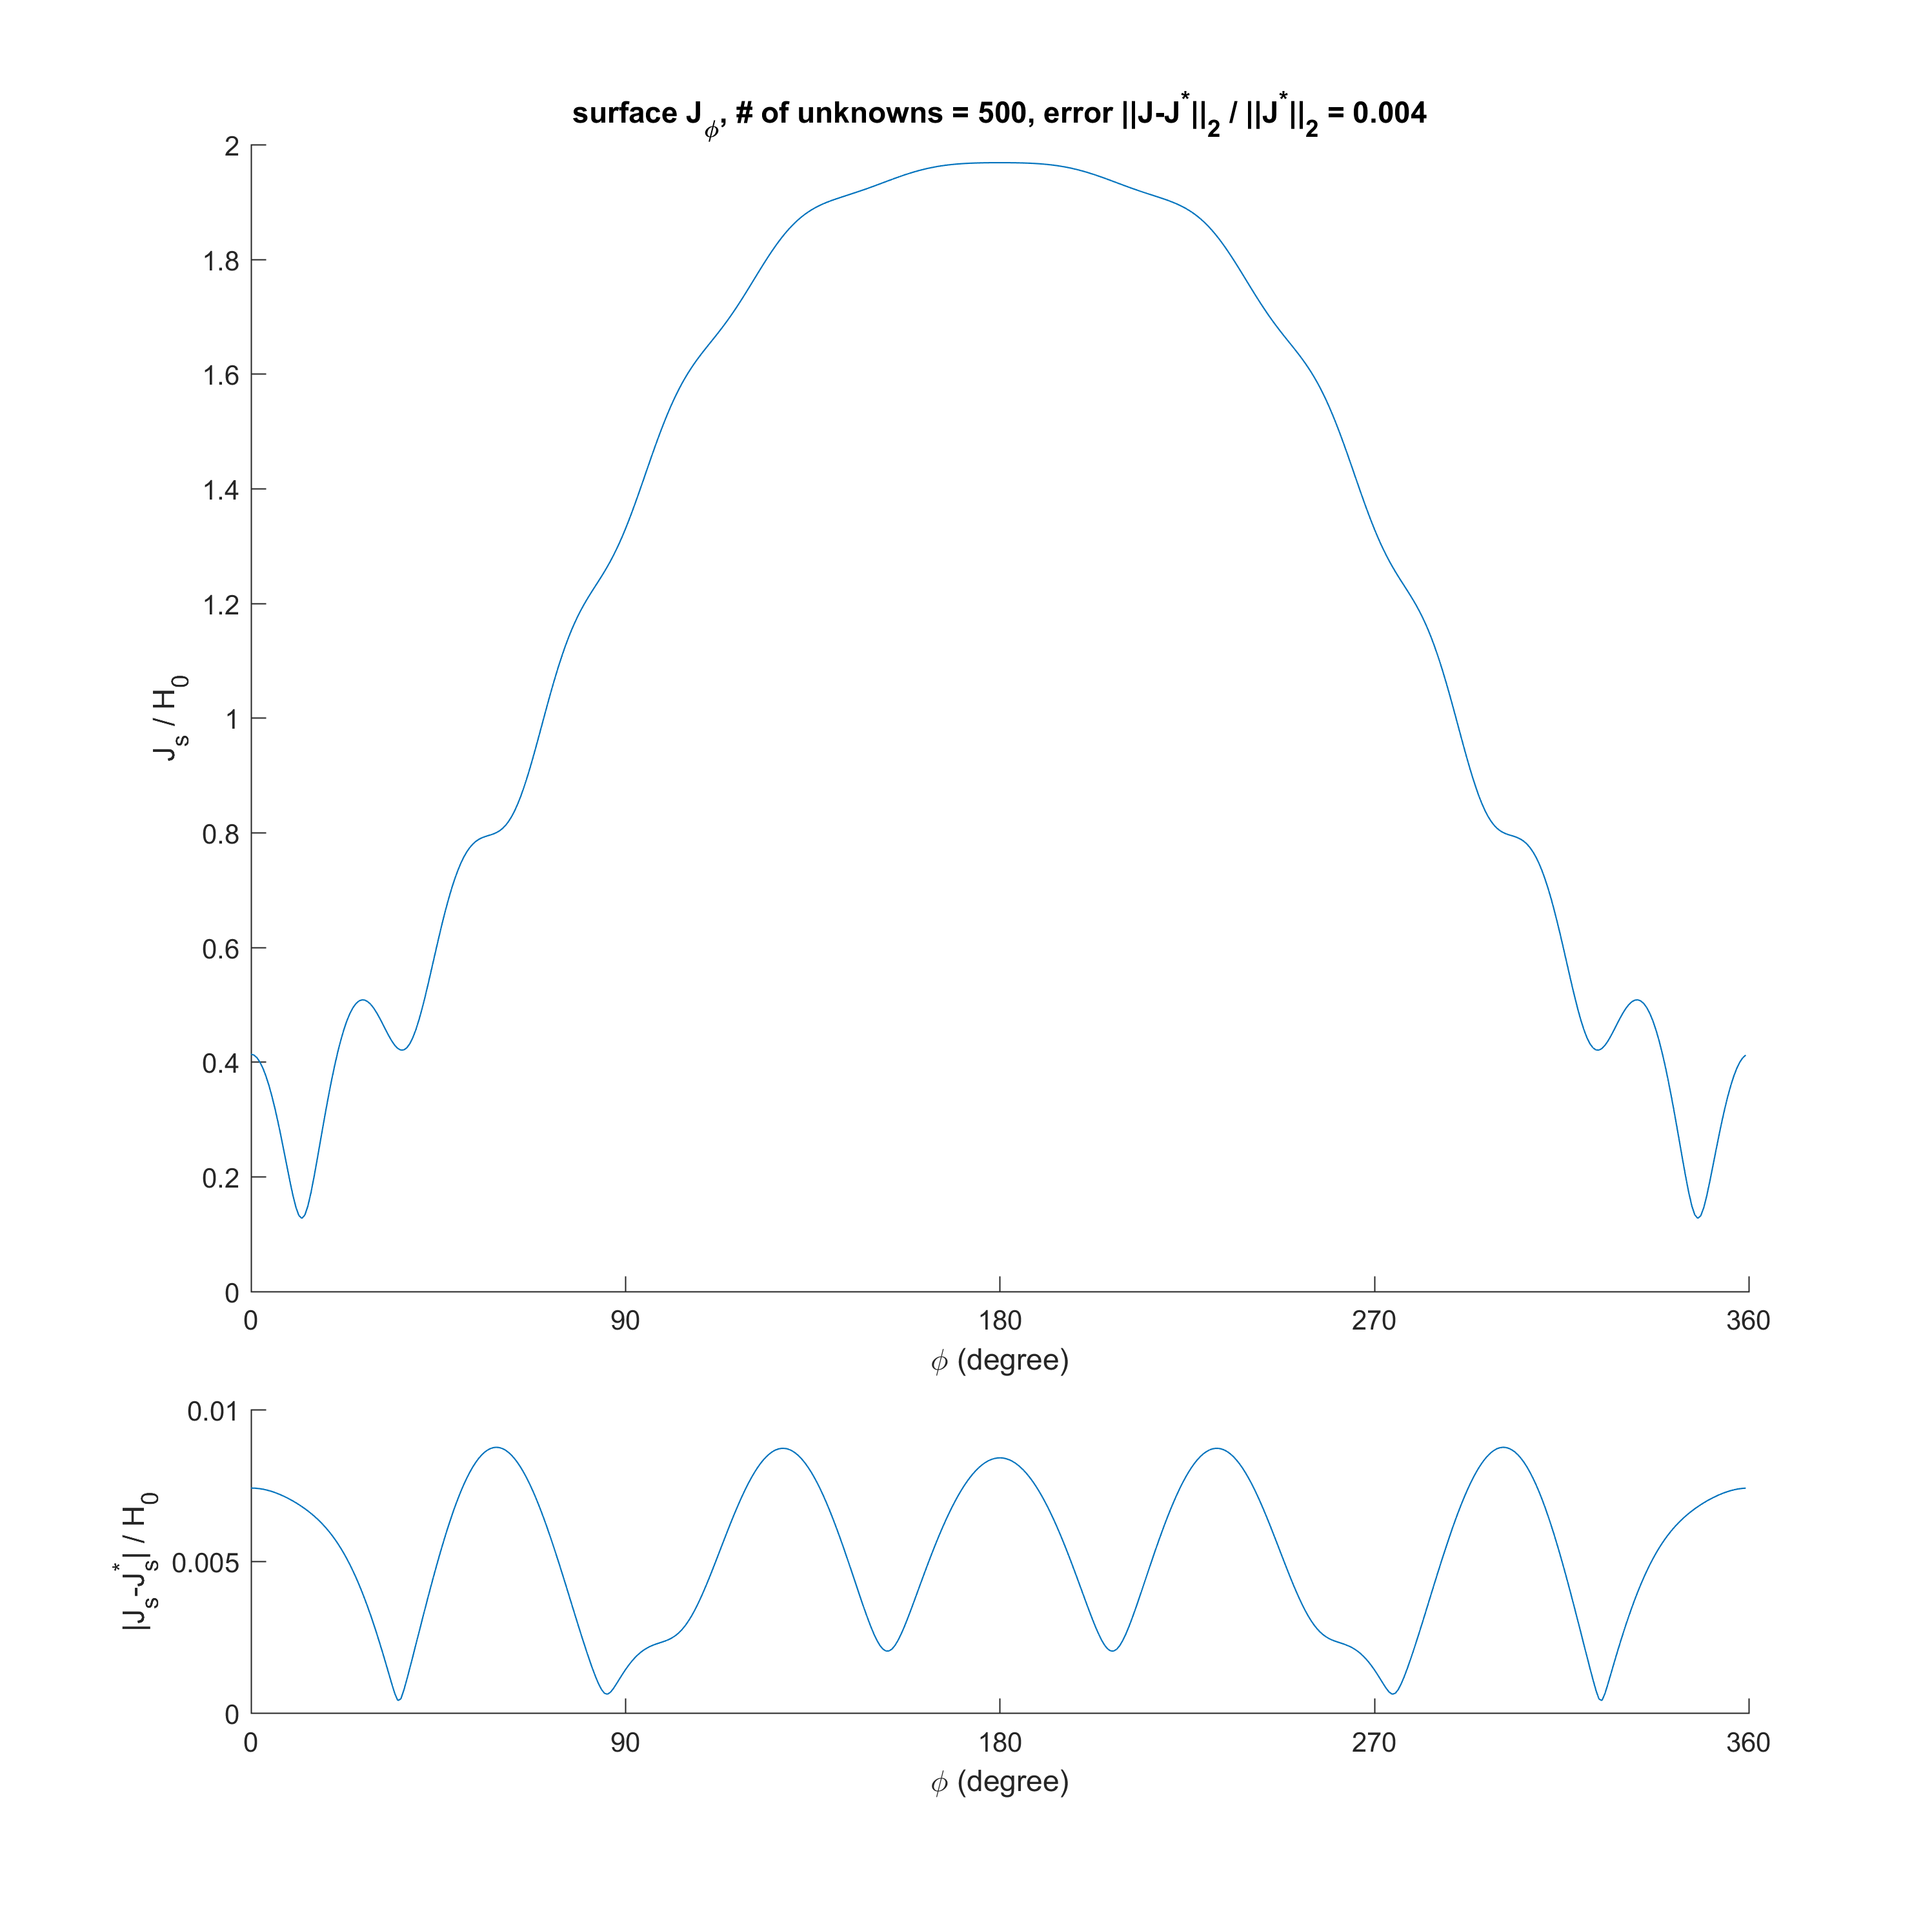 surface J_ϕ, # of unknowns = 500, error ||J-J^*||_2 / ||J^*||_2 = 0.004
2
1.8
1.6
1.4
1.2
1
0.8
0.6
0.4
0.2
0
J_s / H_0
0 90 180 270 360
ϕ (degree)
0.01
0.005
0
|J_s-J_s^*| / H_0
0 90 180 270 360
ϕ (degree)